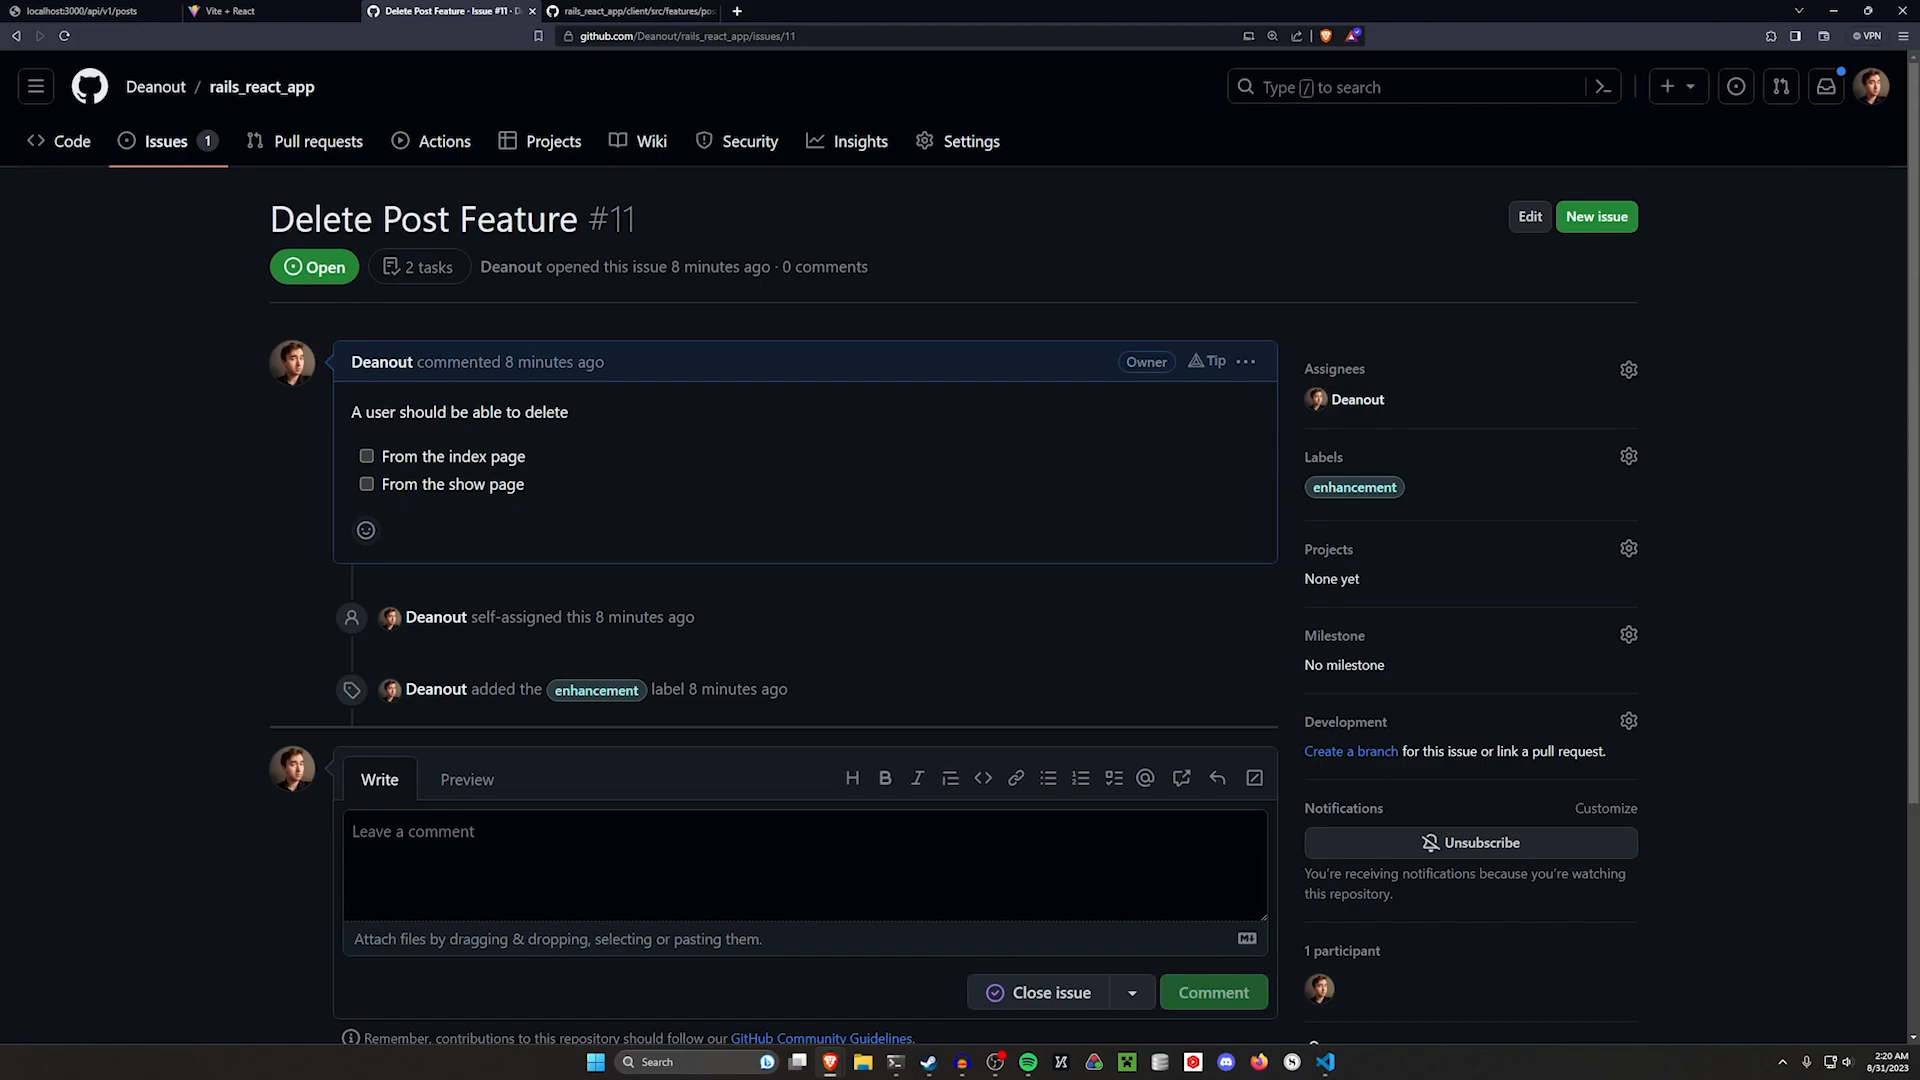 localhost:3000/api/v1/posts
Vite + React
Delete Post Feature · Issue #11 · D
rails_react_app/client/src/features/pos
github.com/Deanout/rails_react_app/issues/11
VPN
Deanout / rails_react_app
Type / to search
Code
Issues 1
Pull requests
Actions
Projects
Wiki
Security
Insights
Settings
Delete Post Feature #11
Edit
New issue
Open
2 tasks
Deanout opened this issue 8 minutes ago · 0 comments
Deanout commented 8 minutes ago
Owner
Tip
A user should be able to delete
From the index page
From the show page
Deanout self-assigned this 8 minutes ago
Deanout added the enhancement label 8 minutes ago
Write
Preview
Leave a comment
Attach files by dragging & dropping, selecting or pasting them.
Close issue
Comment
Remember, contributions to this repository should follow our GitHub Community Guidelines.
Assignees
Deanout
Labels
enhancement
Projects
None yet
Milestone
No milestone
Development
Create a branch for this issue or link a pull request.
Notifications
Customize
Unsubscribe
You're receiving notifications because you're watching
this repository.
1 participant
Search
2:20 AM
8/31/2023